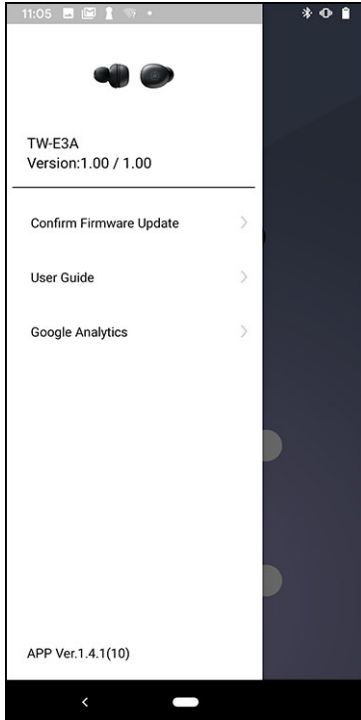 11:05
TW-E3A
Version:1.00 / 1.00
Confirm Firmware Update
User Guide
Google Analytics
APP Ver.1.4.1(10)